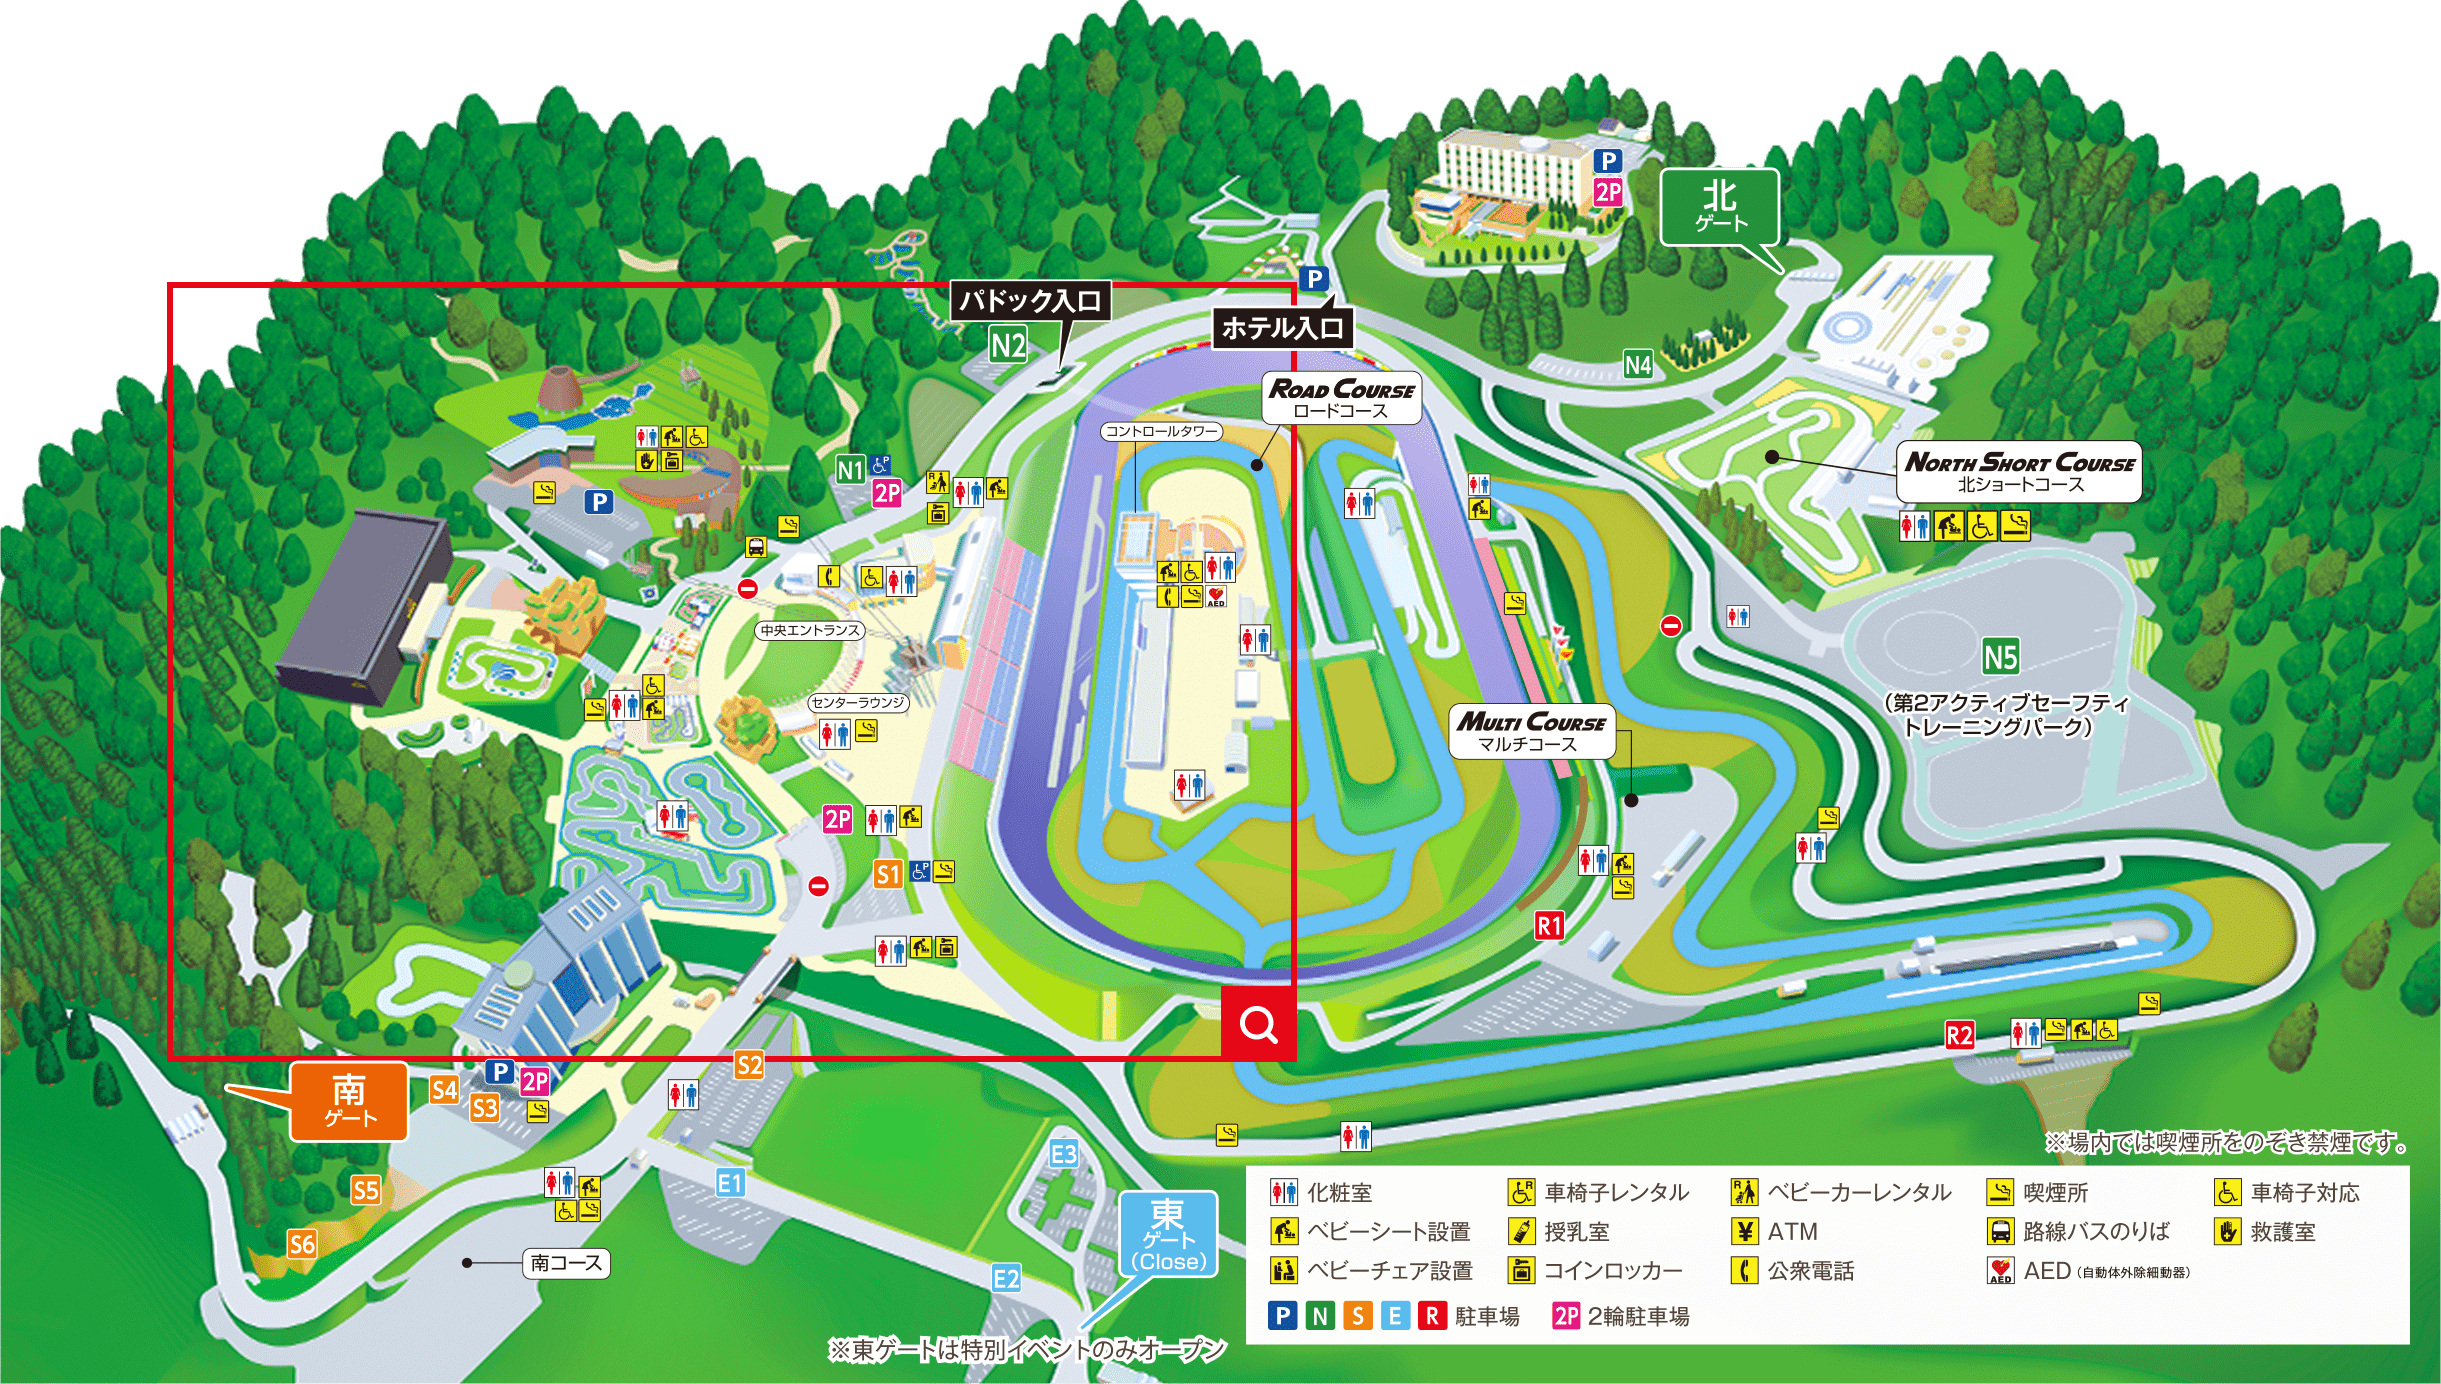 P
2P
北
ゲート
P
パドック入口
ホテル入口
N2
N4
ROAD COURSE
ロードコース
コントロールタワー
NORTH SHORT COURSE
北ショートコース
N1
P
2P
R
P
AED
中央エントランス
N5
(第2アクティブセーフティ
トレーニングパーク)
センターラウンジ
MULTI COURSE
マルチコース
2P
S1
P
R1
R2
S2
P
2P
S4
S3
南
ゲート
E3
E1
S5
S6
南コース
東
ゲート
(Close)
E2
※東ゲートは特別イベントのみオープン
※場内では喫煙所をのぞき禁煙です。
化粧室
R 車椅子レンタル
R ベビーカーレンタル
喫煙所
車椅子対応
ベビーシート設置
授乳室
¥ ATM
路線バスのりば
救護室
ベビーチェア設置
コインロッカー
公衆電話
AED AED (自動体外除細動器)
P N S E R 駐車場
2P 2輪駐車場